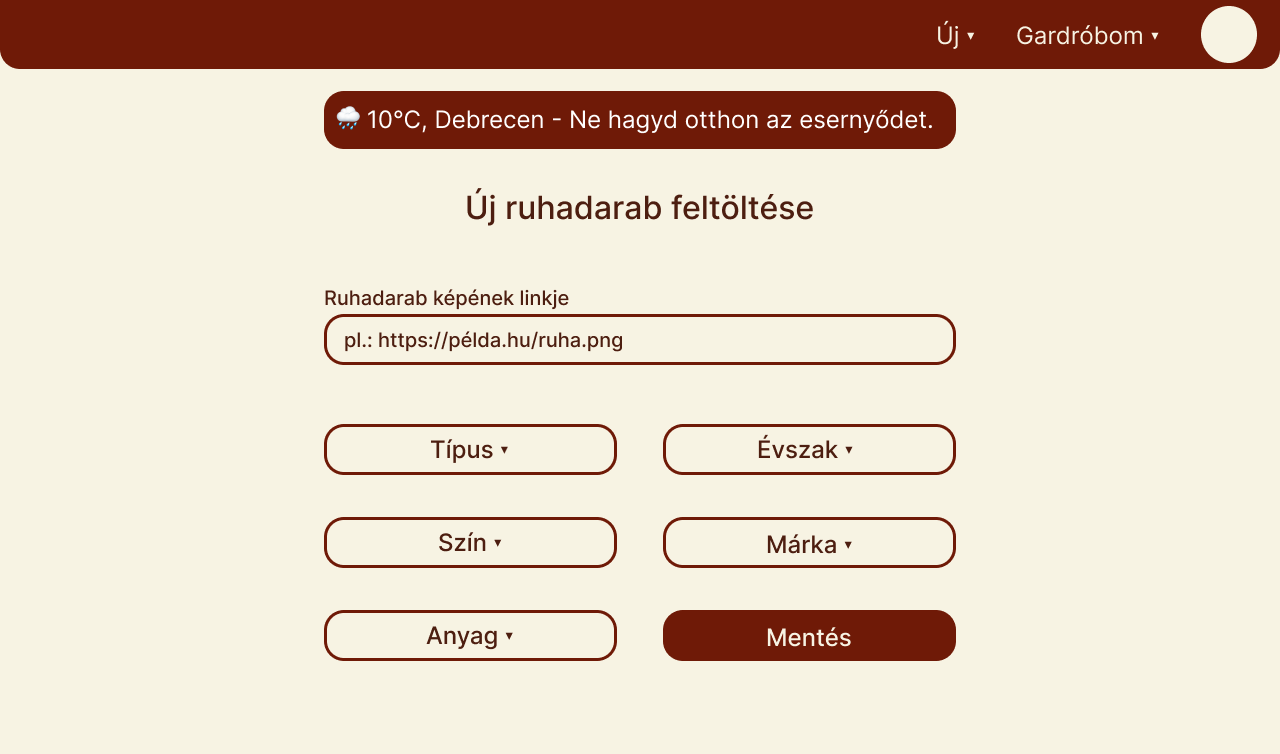 Új ▾ Gardróbom ▾
🌧️ 10°C, Debrecen - Ne hagyd otthon az esernyődet.
Új ruhadarab feltöltése
Ruhadarab képének linkje
pl.: https://példa.hu/ruha.png
Típus ▾ Évszak ▾
Szín ▾ Márka ▾
Anyag ▾ Mentés